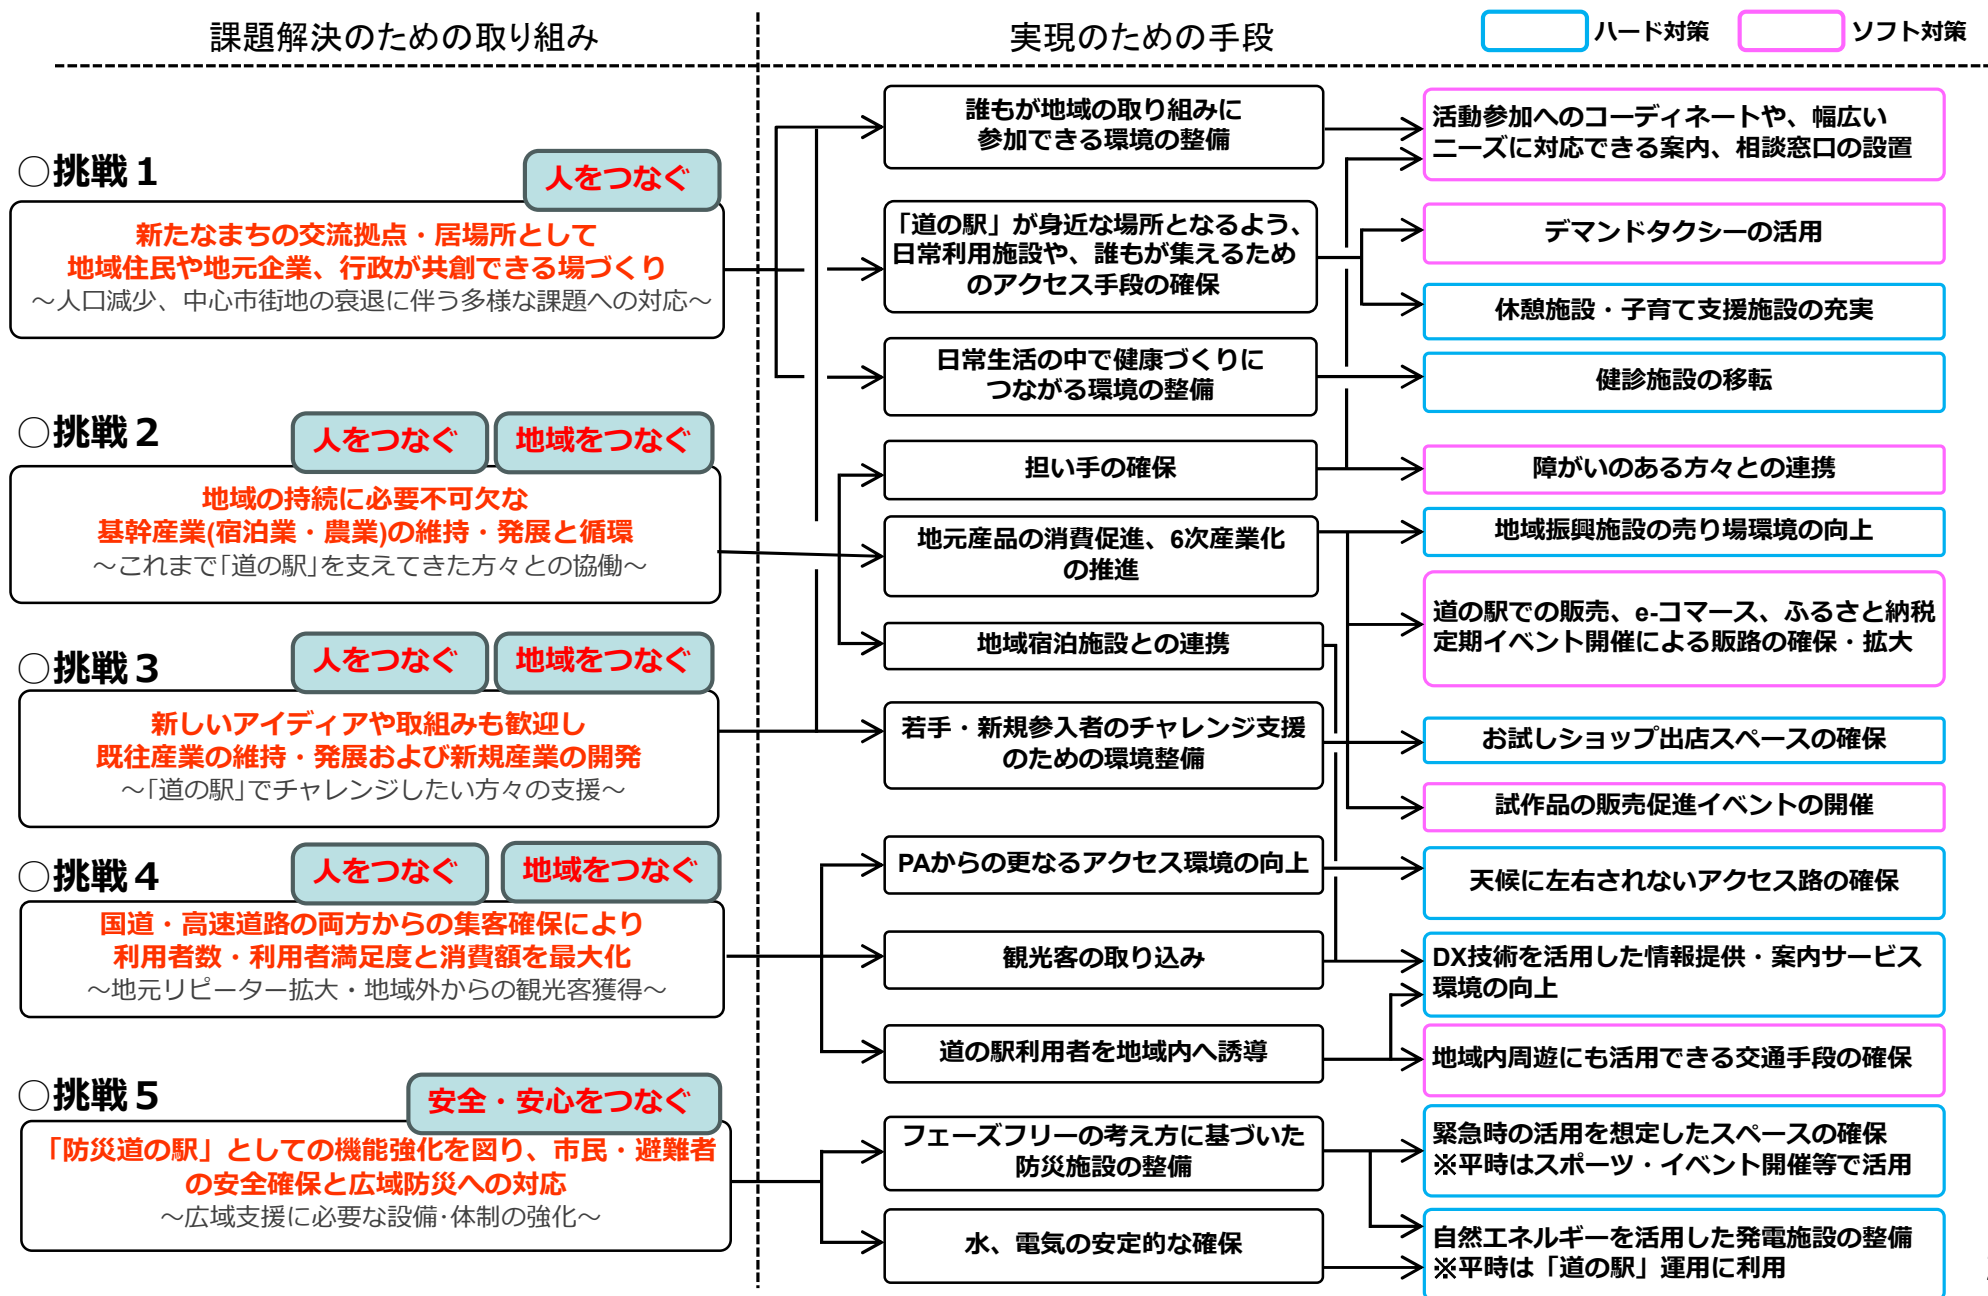 課題解決のための取り組み
実現のための手段
ハード対策
ソフト対策
○挑戦1
人をつなぐ
新たなまちの交流拠点・居場所として
地域住民や地元企業、行政が共創できる場づくり
～人口減少、中心市街地の衰退に伴う多様な課題への対応～
○挑戦2
人をつなぐ
地域をつなぐ
地域の持続に必要不可欠な
基幹産業(宿泊業・農業)の維持・発展と循環
～これまで「道の駅」を支えてきた方々との協働～
○挑戦3
人をつなぐ
地域をつなぐ
新しいアイディアや取組みも歓迎し
既往産業の維持・発展および新規産業の開発
～「道の駅」でチャレンジしたい方々の支援～
○挑戦4
人をつなぐ
地域をつなぐ
国道・高速道路の両方からの集客確保により
利用者数・利用者満足度と消費額を最大化
～地元リピーター拡大・地域外からの観光客獲得～
○挑戦5
安全・安心をつなぐ
「防災道の駅」としての機能強化を図り、市民・避難者
の安全確保と広域防災への対応
～広域支援に必要な設備･体制の強化～
誰もが地域の取り組みに
参加できる環境の整備
「道の駅」が身近な場所となるよう、
日常利用施設や、誰もが集えるため
のアクセス手段の確保
日常生活の中で健康づくりに
つながる環境の整備
担い手の確保
地元産品の消費促進、6次産業化
の推進
地域宿泊施設との連携
若手・新規参入者のチャレンジ支援
のための環境整備
PAからの更なるアクセス環境の向上
観光客の取り込み
道の駅利用者を地域内へ誘導
フェーズフリーの考え方に基づいた
防災施設の整備
水、電気の安定的な確保
活動参加へのコーディネートや、幅広い
ニーズに対応できる案内、相談窓口の設置
デマンドタクシーの活用
休憩施設・子育て支援施設の充実
健診施設の移転
障がいのある方々との連携
地域振興施設の売り場環境の向上
道の駅での販売、e-コマース、ふるさと納税
定期イベント開催による販路の確保・拡大
お試しショップ出店スペースの確保
試作品の販売促進イベントの開催
天候に左右されないアクセス路の確保
DX技術を活用した情報提供・案内サービス
環境の向上
地域内周遊にも活用できる交通手段の確保
緊急時の活用を想定したスペースの確保
※平時はスポーツ・イベント開催等で活用
自然エネルギーを活用した発電施設の整備
※平時は「道の駅」運用に利用